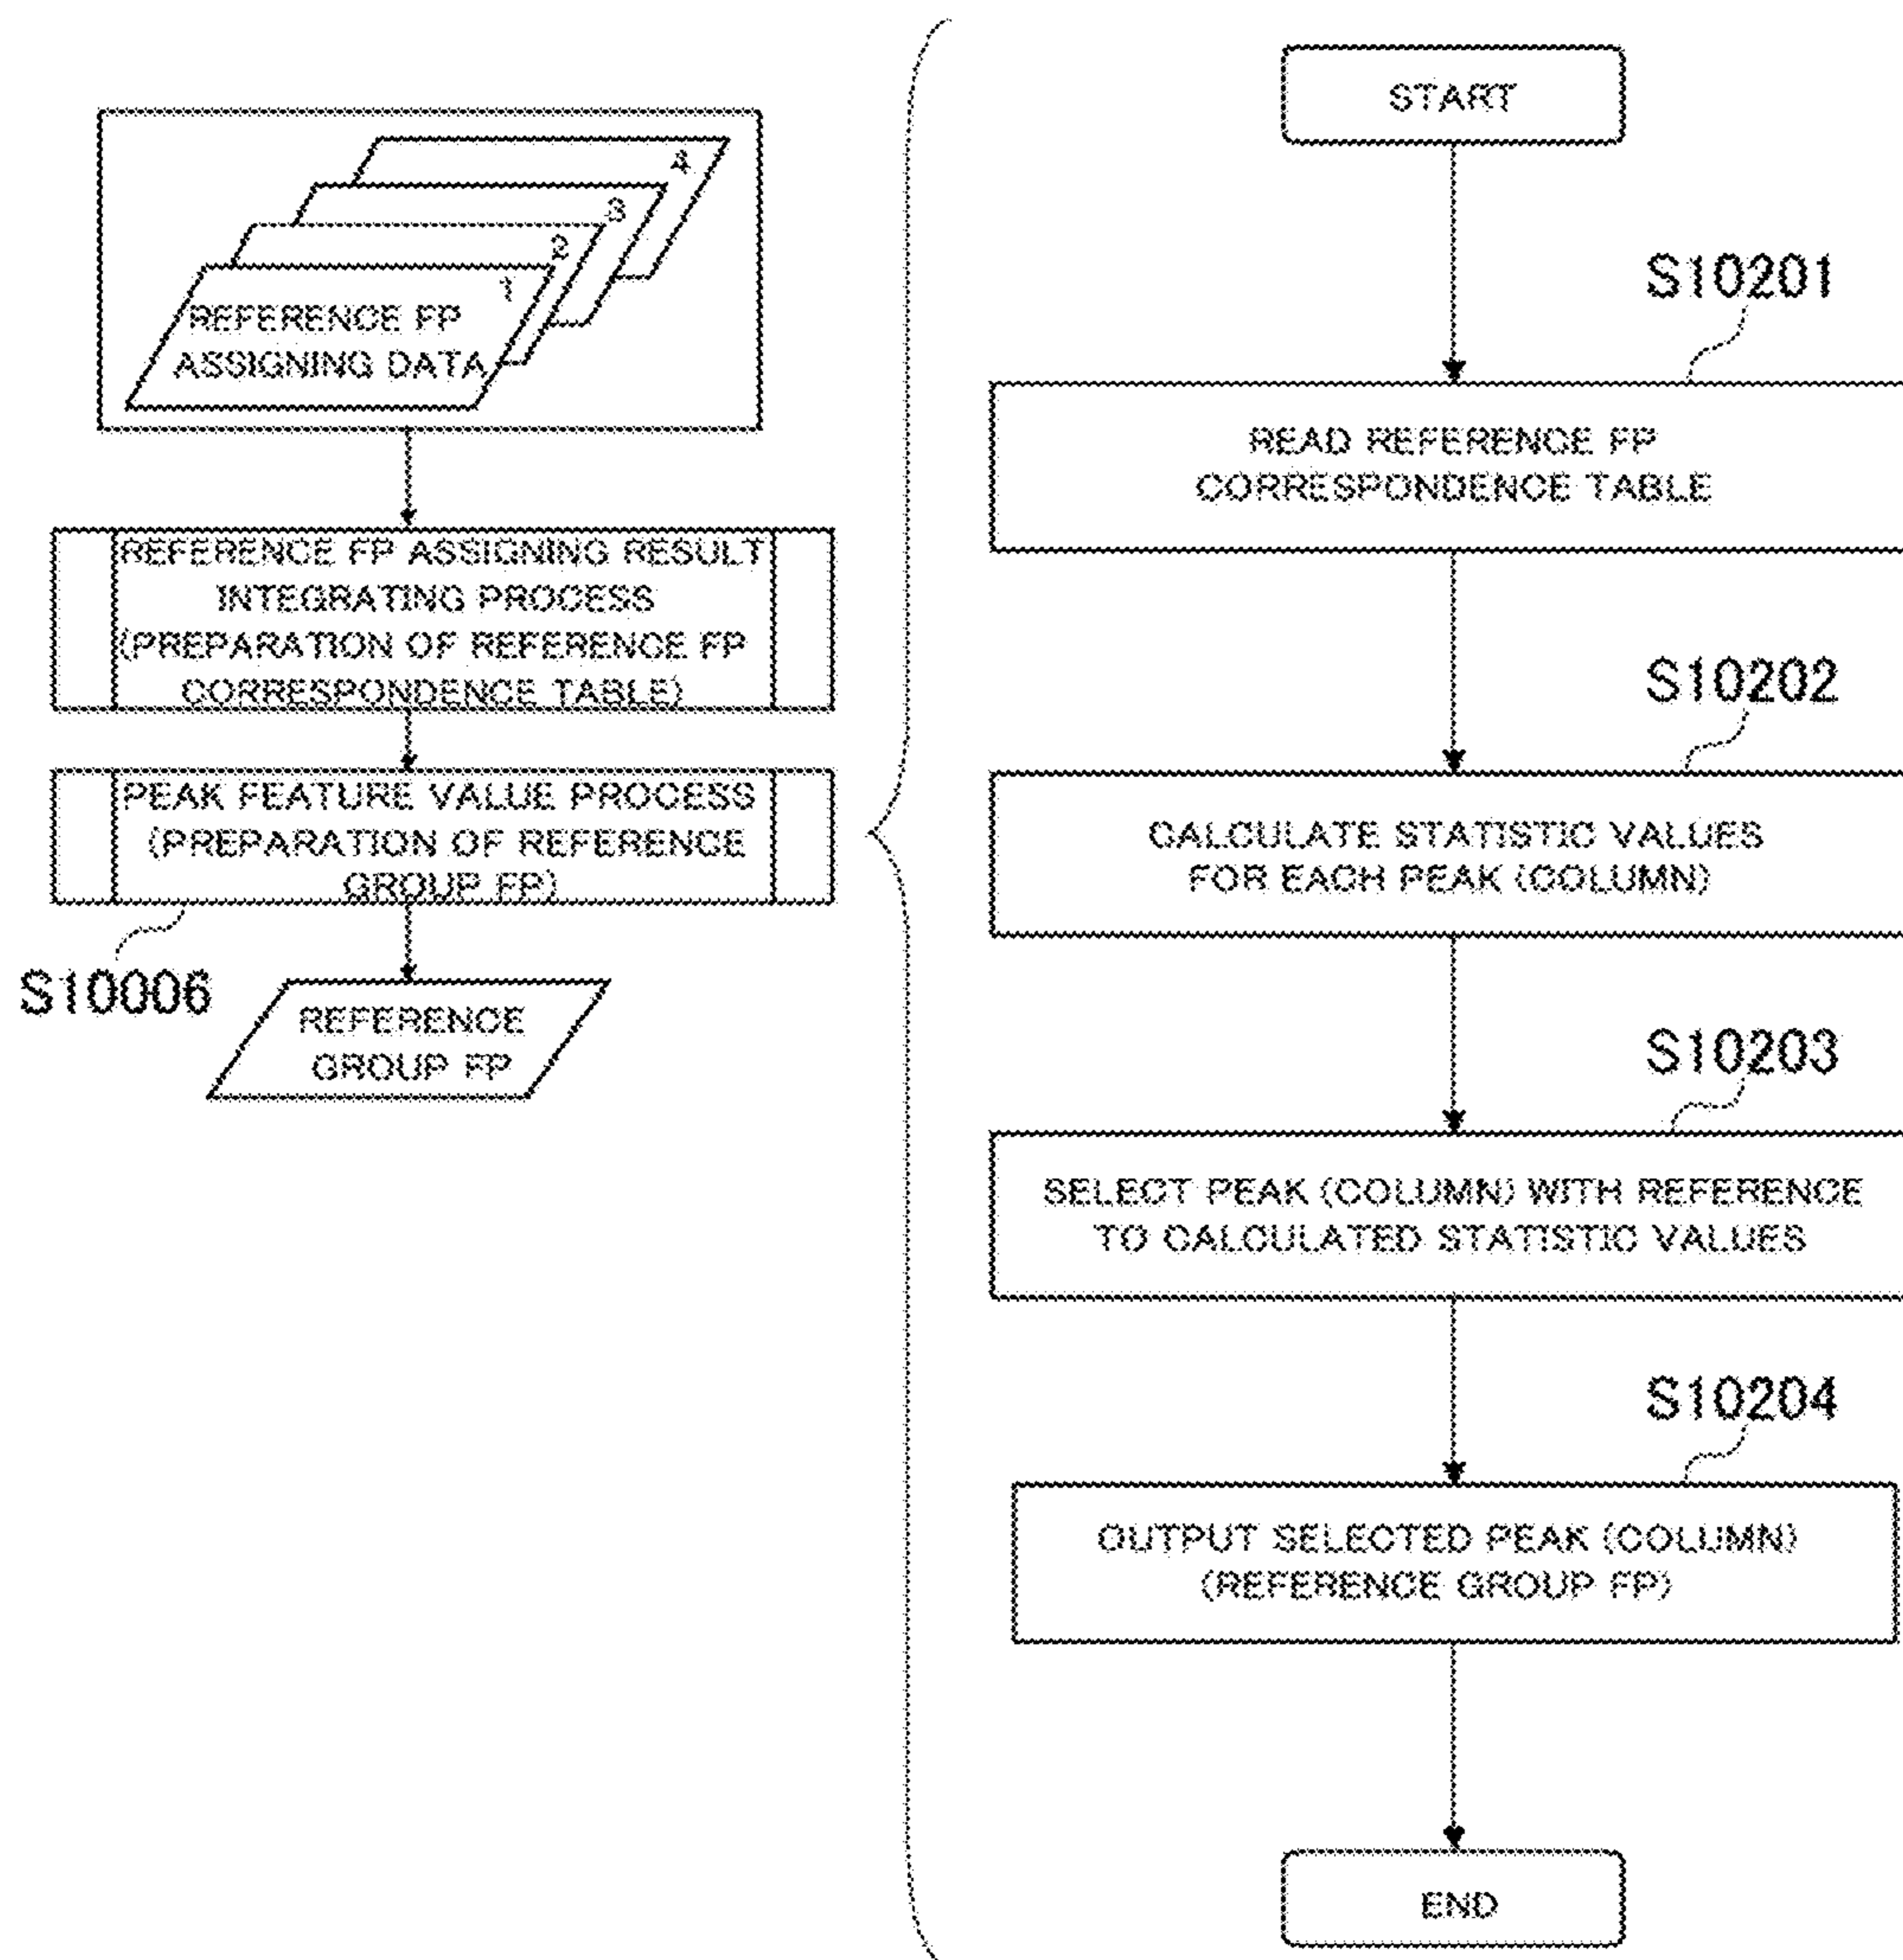 4
3
2
1
REFERENCE FP
ASSIGNING DATA
REFERENCE FP ASSIGNING RESULT
INTEGRATING PROCESS
(PREPARATION OF REFERENCE FP
CORRESPONDENCE TABLE)
PEAK FEATURE VALUE PROCESS
(PREPARATION OF REFERENCE
GROUP FP)
S10006
REFERENCE
GROUP FP
START
S10201
READ REFERENCE FP
CORRESPONDENCE TABLE
S10202
CALCULATE STATISTIC VALUES
FOR EACH PEAK (COLUMN)
S10203
SELECT PEAK (COLUMN) WITH REFERENCE
TO CALCULATED STATISTIC VALUES
S10204
OUTPUT SELECTED PEAK (COLUMN)
(REFERENCE GROUP FP)
END